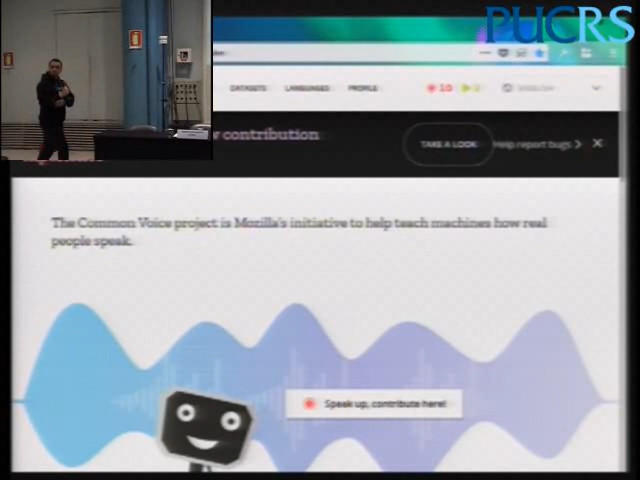 PUCRS
DATASETS LANGUAGES PROFILE 10 ENGLISH
contribution TAKE A LOOK Help report bugs
The Common Voice project is Mozilla's initiative to help teach machines how real
people speak.
Speak up, contribute here!